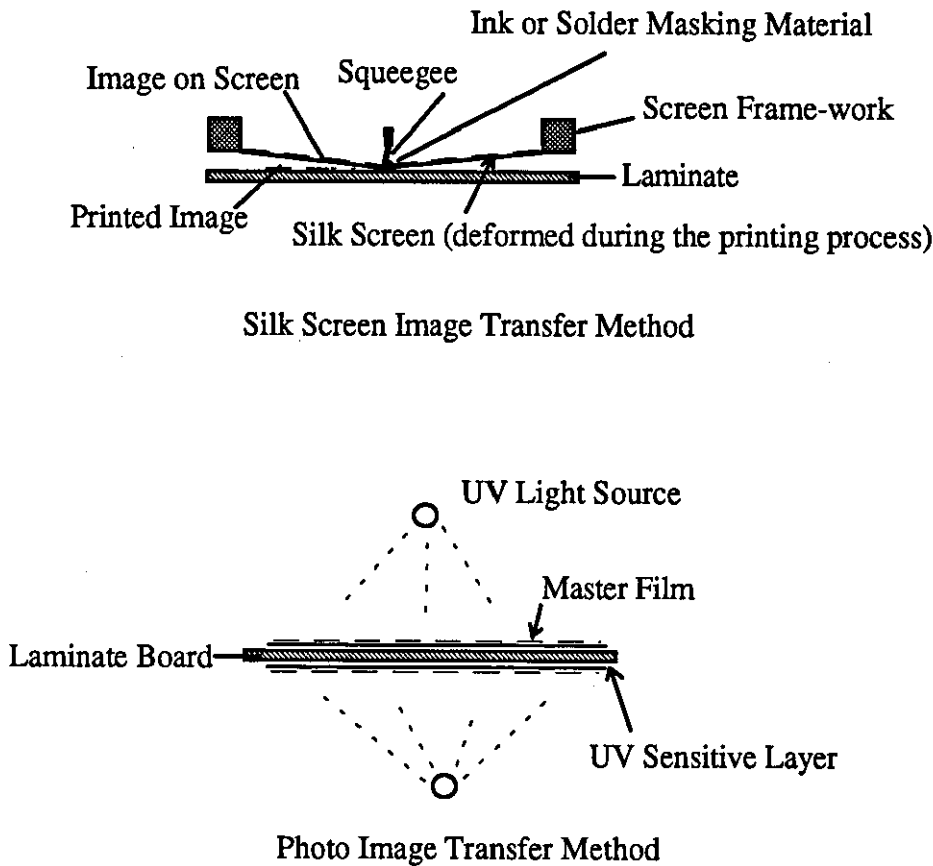 Ink or Solder Masking Material
Squeegee
Image on Screen
Screen Frame-work
Laminate
Printed Image
Silk Screen (deformed during the printing process)
Silk Screen Image Transfer Method
UV Light Source
Master Film
Laminate Board
UV Sensitive Layer
Photo Image Transfer Method